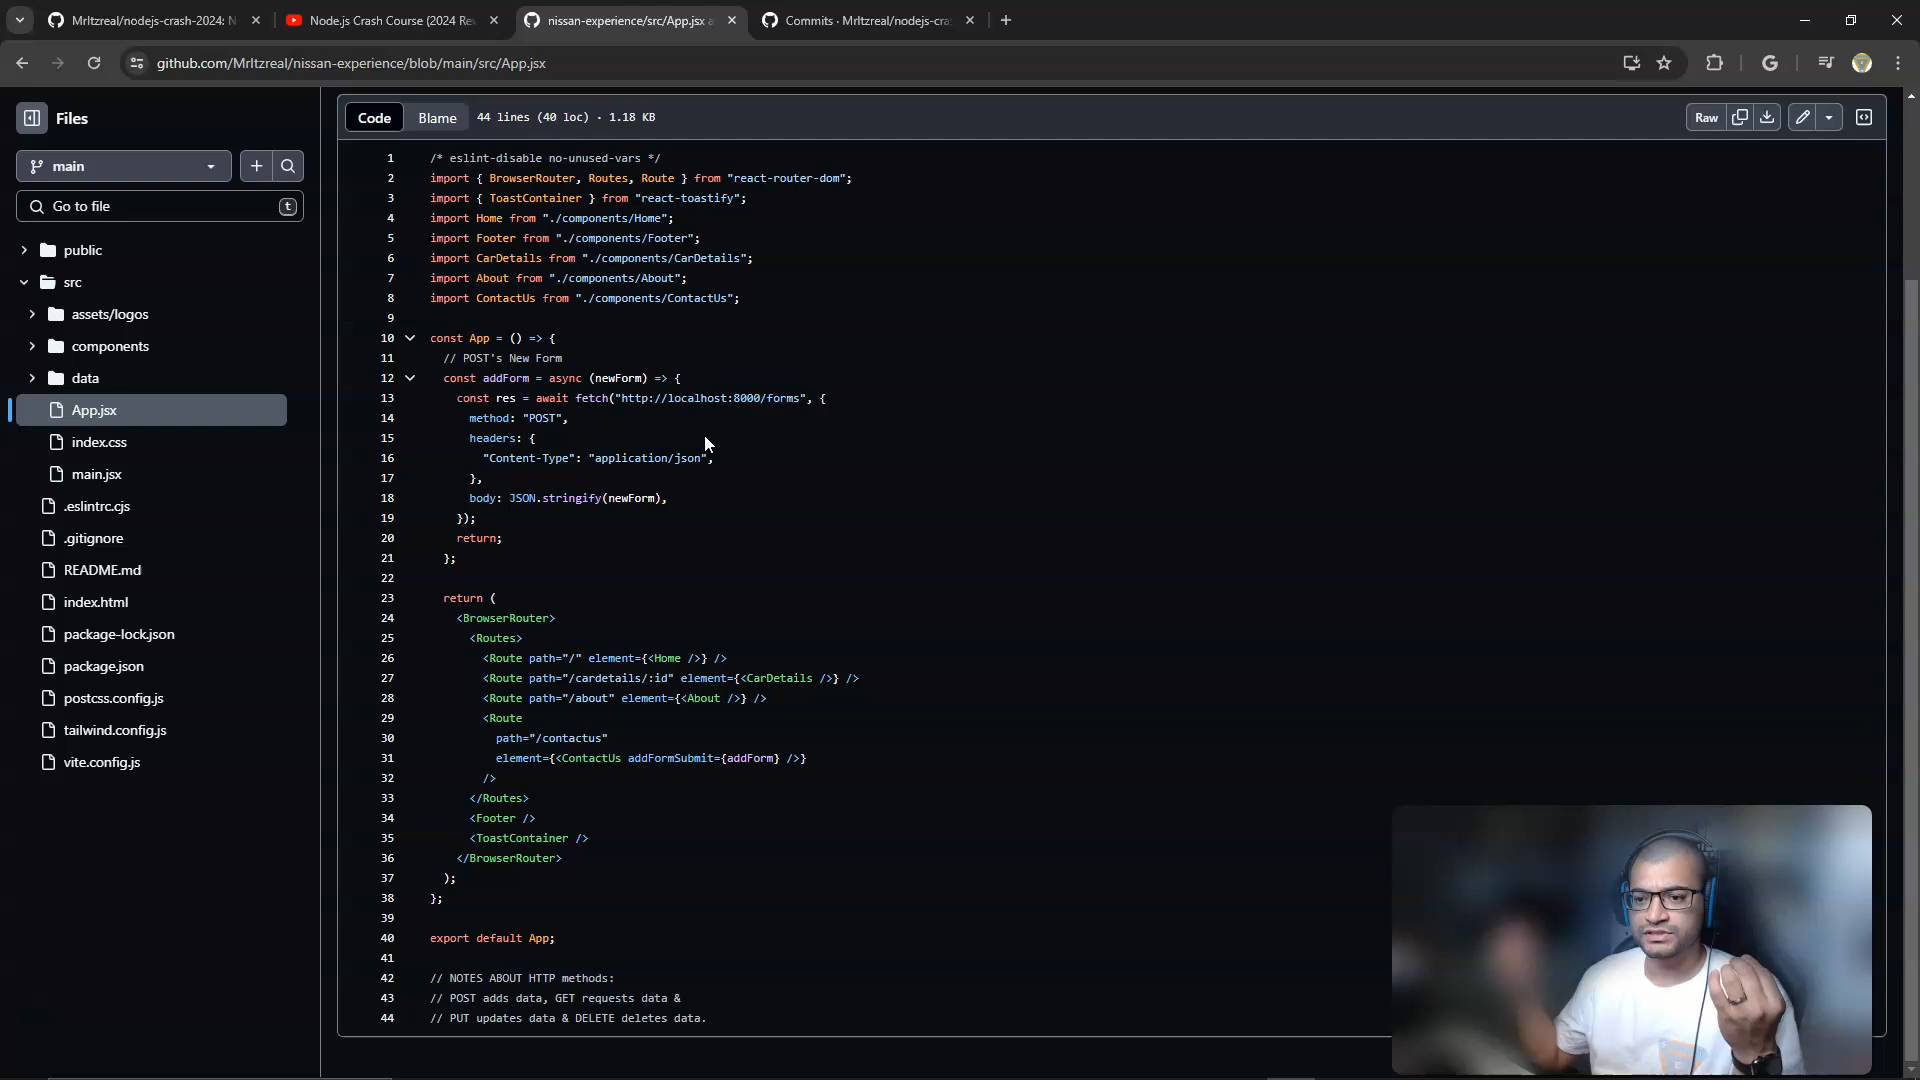 MrItzreal/nodejs-crash-2024: N
Node.js Crash Course (2024 Re
nissan-experience/src/App.jsx a
Commits · MrItzreal/nodejs-cra
github.com/MrItzreal/nissan-experience/blob/main/src/App.jsx
Files
main
Go to file
t
public
src
assets/logos
components
data
App.jsx
index.css
main.jsx
.eslintrc.cjs
.gitignore
README.md
index.html
package-lock.json
package.json
postcss.config.js
tailwind.config.js
vite.config.js
Code Blame 44 lines (40 loc) · 1.18 KB Raw
1 /* eslint-disable no-unused-vars */
2 import { BrowserRouter, Routes, Route } from "react-router-dom";
3 import { ToastContainer } from "react-toastify";
4 import Home from "./components/Home";
5 import Footer from "./components/Footer";
6 import CarDetails from "./components/CarDetails";
7 import About from "./components/About";
8 import ContactUs from "./components/ContactUs";
9
10 const App = () => {
11 // POST's New Form
12 const addForm = async (newForm) => {
13 const res = await fetch("http://localhost:8000/forms", {
14 method: "POST",
15 headers: {
16 "Content-Type": "application/json",
17 },
18 body: JSON.stringify(newForm),
19 });
20 return;
21 };
22
23 return (
24 <BrowserRouter>
25 <Routes>
26 <Route path="/" element={<Home />} />
27 <Route path="/cardetails/:id" element={<CarDetails />} />
28 <Route path="/about" element={<About />} />
29 <Route
30 path="/contactus"
31 element={<ContactUs addFormSubmit={addForm} />}
32 />
33 </Routes>
34 <Footer />
35 <ToastContainer />
36 </BrowserRouter>
37 );
38 };
39
40 export default App;
41
42 // NOTES ABOUT HTTP methods:
43 // POST adds data, GET requests data &
44 // PUT updates data & DELETE deletes data.